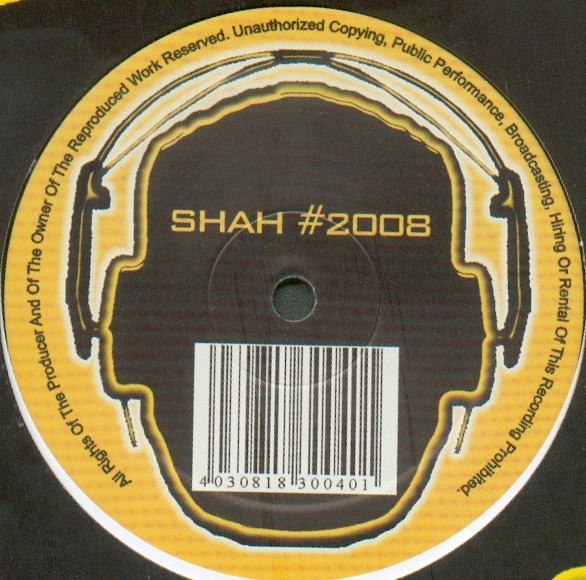 All Rights Of The Producer And Of The Owner Of The Reproduced Work Reserved. Unauthorized Copying, Public Performance, Broadcasting, Hiring Or Rental Of This Recording Prohibited.
SHAH #2008
4 030818 300401